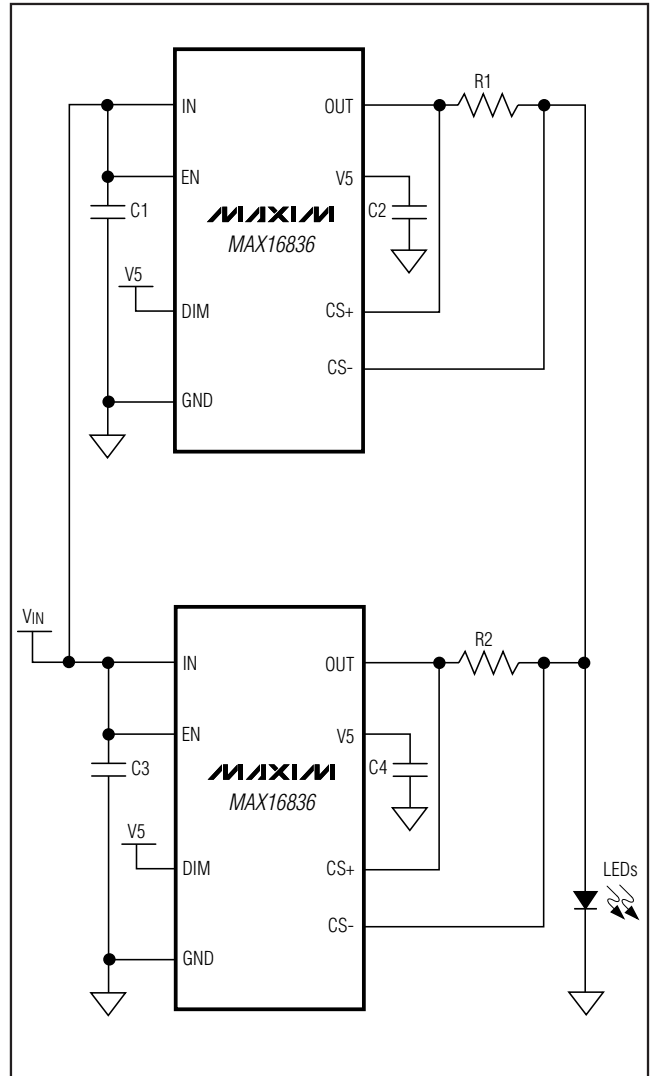 IN
OUT
R1
EN
V5
C1
C2
MAXIM
MAX16836
V5
DIM
CS+
CS-
GND
VIN
IN
OUT
R2
EN
V5
C3
C4
MAXIM
MAX16836
V5
DIM
CS+
LEDs
CS-
GND